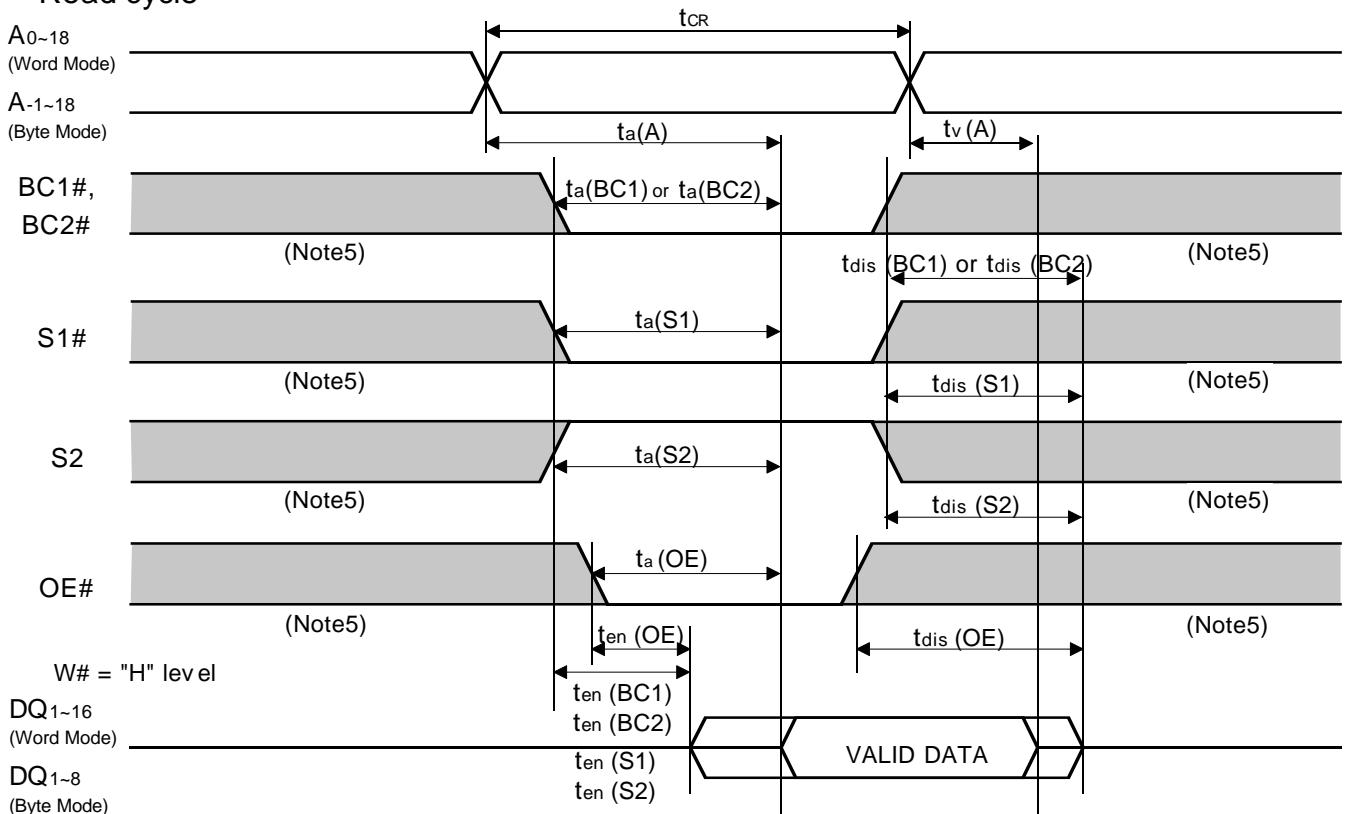 Read cycle
tCR
A0~18
(Word Mode)
A-1~18
(Byte Mode)
ta(A)
tv (A)
BC1#,
BC2#
ta(BC1) or ta(BC2)
(Note5)
(Note5)
tdis (BC1) or tdis (BC2)
S1#
ta(S1)
(Note5)
(Note5)
tdis (S1)
S2
ta(S2)
(Note5)
(Note5)
tdis (S2)
OE#
ta (OE)
(Note5)
(Note5)
ten (OE)
tdis (OE)
W# = "H" level
ten (BC1)
ten (BC2)
ten (S1)
ten (S2)
DQ1~16
(Word Mode)
VALID DATA
DQ1~8
(Byte Mode)